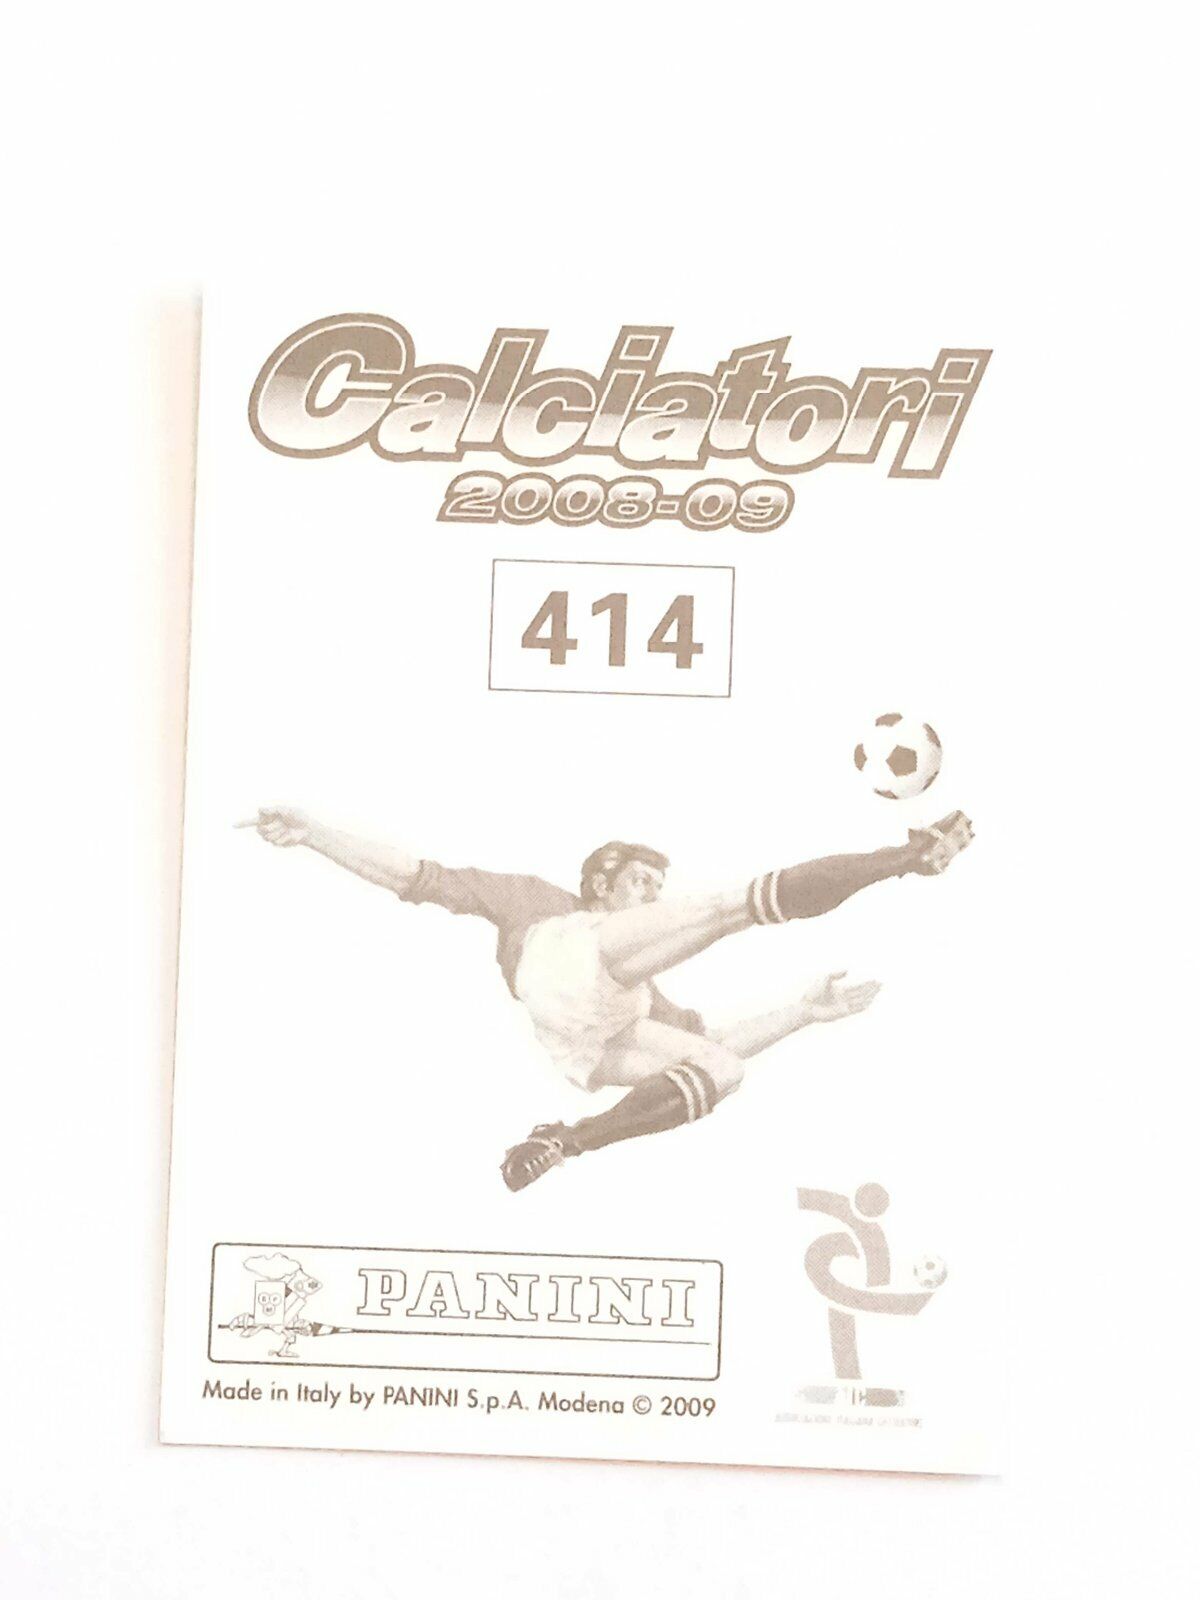 Calciatori
2008-09
414
PANINI
Made in Italy by PANINI S.p.A. Modena © 2009